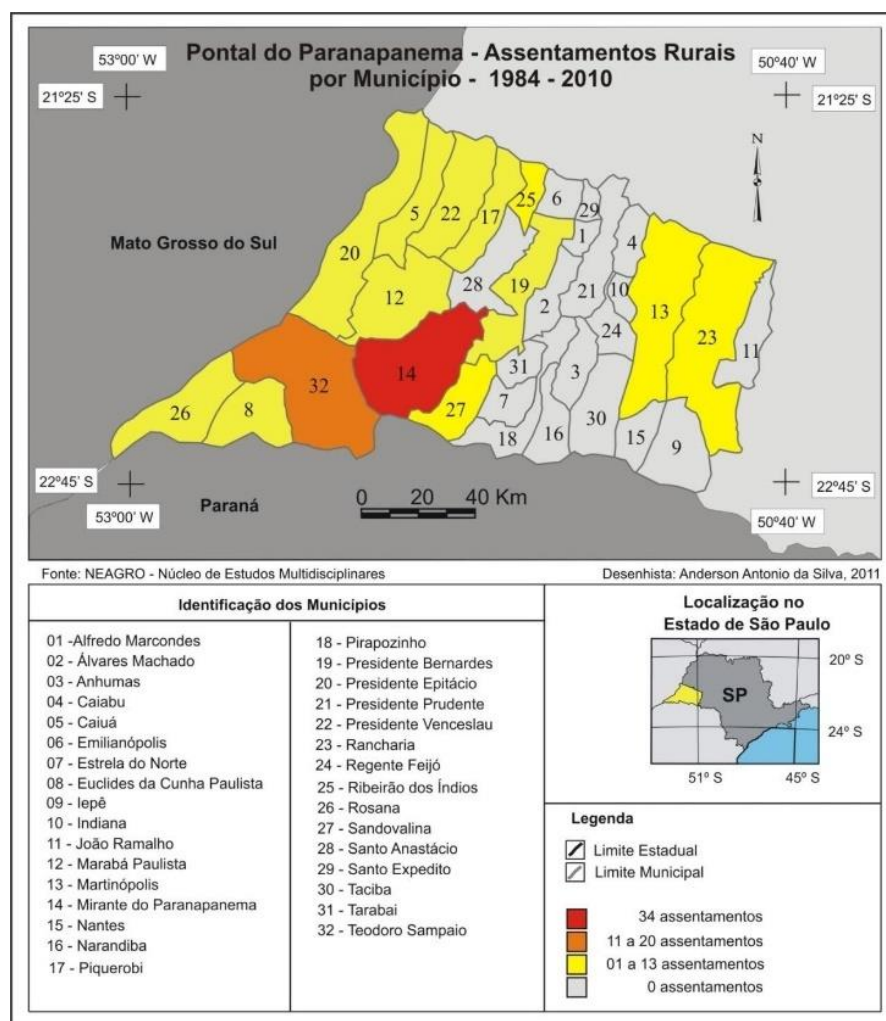 Pontal do Paranapanema - Assentamentos Rurais
por Município - 1984 - 2010
53º00' W
50º40' W
21º25' S
21º25' S
N
Mato Grosso do Sul
25
6
29
5
22
17
1
4
20
28
19
10
12
2
21
13
23
24
11
32
14
31
3
26
8
27
7
30
18
16
15
9
22º45' S
22º45' S
53º00' W
Paraná
0 20 40 Km
50º40' W
Fonte: NEAGRO - Núcleo de Estudos Multidisciplinares
Desenhista: Anderson Antonio da Silva, 2011
Identificação dos Municípios
01 -Alfredo Marcondes
02 - Álvares Machado
03 - Anhumas
04 - Caiabu
05 - Caiuá
06 - Emilianópolis
07 - Estrela do Norte
08 - Euclides da Cunha Paulista
09 - Iepê
10 - Indiana
11 - João Ramalho
12 - Marabá Paulista
13 - Martinópolis
14 - Mirante do Paranapanema
15 - Nantes
16 - Narandiba
17 - Piquerobi
18 - Pirapozinho
19 - Presidente Bernardes
20 - Presidente Epitácio
21 - Presidente Prudente
22 - Presidente Venceslau
23 - Rancharia
24 - Regente Feijó
25 - Ribeirão dos Índios
26 - Rosana
27 - Sandovalina
28 - Santo Anastácio
29 - Santo Expedito
30 - Taciba
31 - Tarabai
32 - Teodoro Sampaio
Localização no
Estado de São Paulo
20º S
SP
24º S
51º S
45º S
Legenda
Limite Estadual
Limite Municipal
34 assentamentos
11 a 20 assentamentos
01 a 13 assentamentos
0 assentamentos